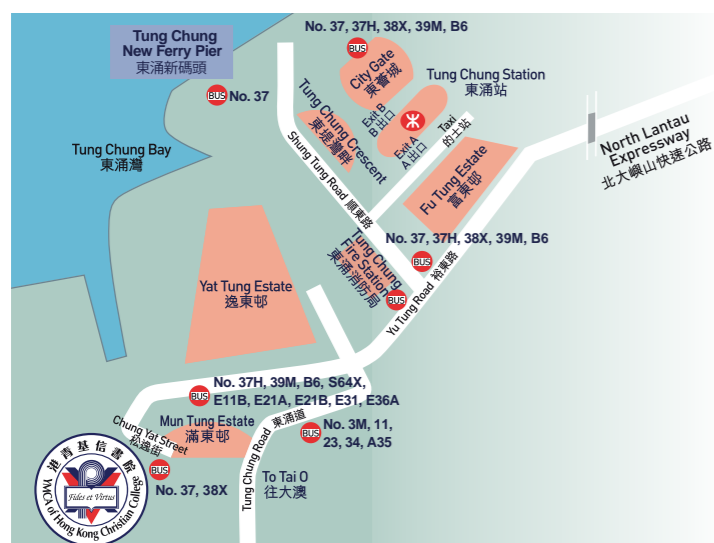 Tung Chung
New Ferry Pier
東涌新碼頭
BUS No. 37
Tung Chung Bay
東涌灣
No. 37, 37H, 38X, 39M, B6
BUS
City Gate
東薈城
Tung Chung Station
東涌站
Exit B
B 出口
Exit A
A 出口
Taxi
的士站
Tung Chung Crescent
東堤灣畔
Shung Tung Road 順東路
Fu Tung Estate
富東邨
North Lantau
Expressway
北大嶼山快速公路
No. 37, 37H, 38X, 39M, B6
BUS
Tung Chung
Fire Station
東涌消防局
BUS
Yu Tung Road 裕東路
Yat Tung Estate
逸東邨
BUS No. 37H, 39M, B6, S64X,
E11B, E21A, E21B, E31, E36A
Chung Yat Street
松逸街
Mun Tung Estate
滿東邨
Tung Chung Road 東涌道
BUS No. 3M, 11,
23, 34, A35
BUS
No. 37, 38X
To Tai O
往大澳
港青基信書院
Fides et Virtus
YMCA of Hong Kong Christian College